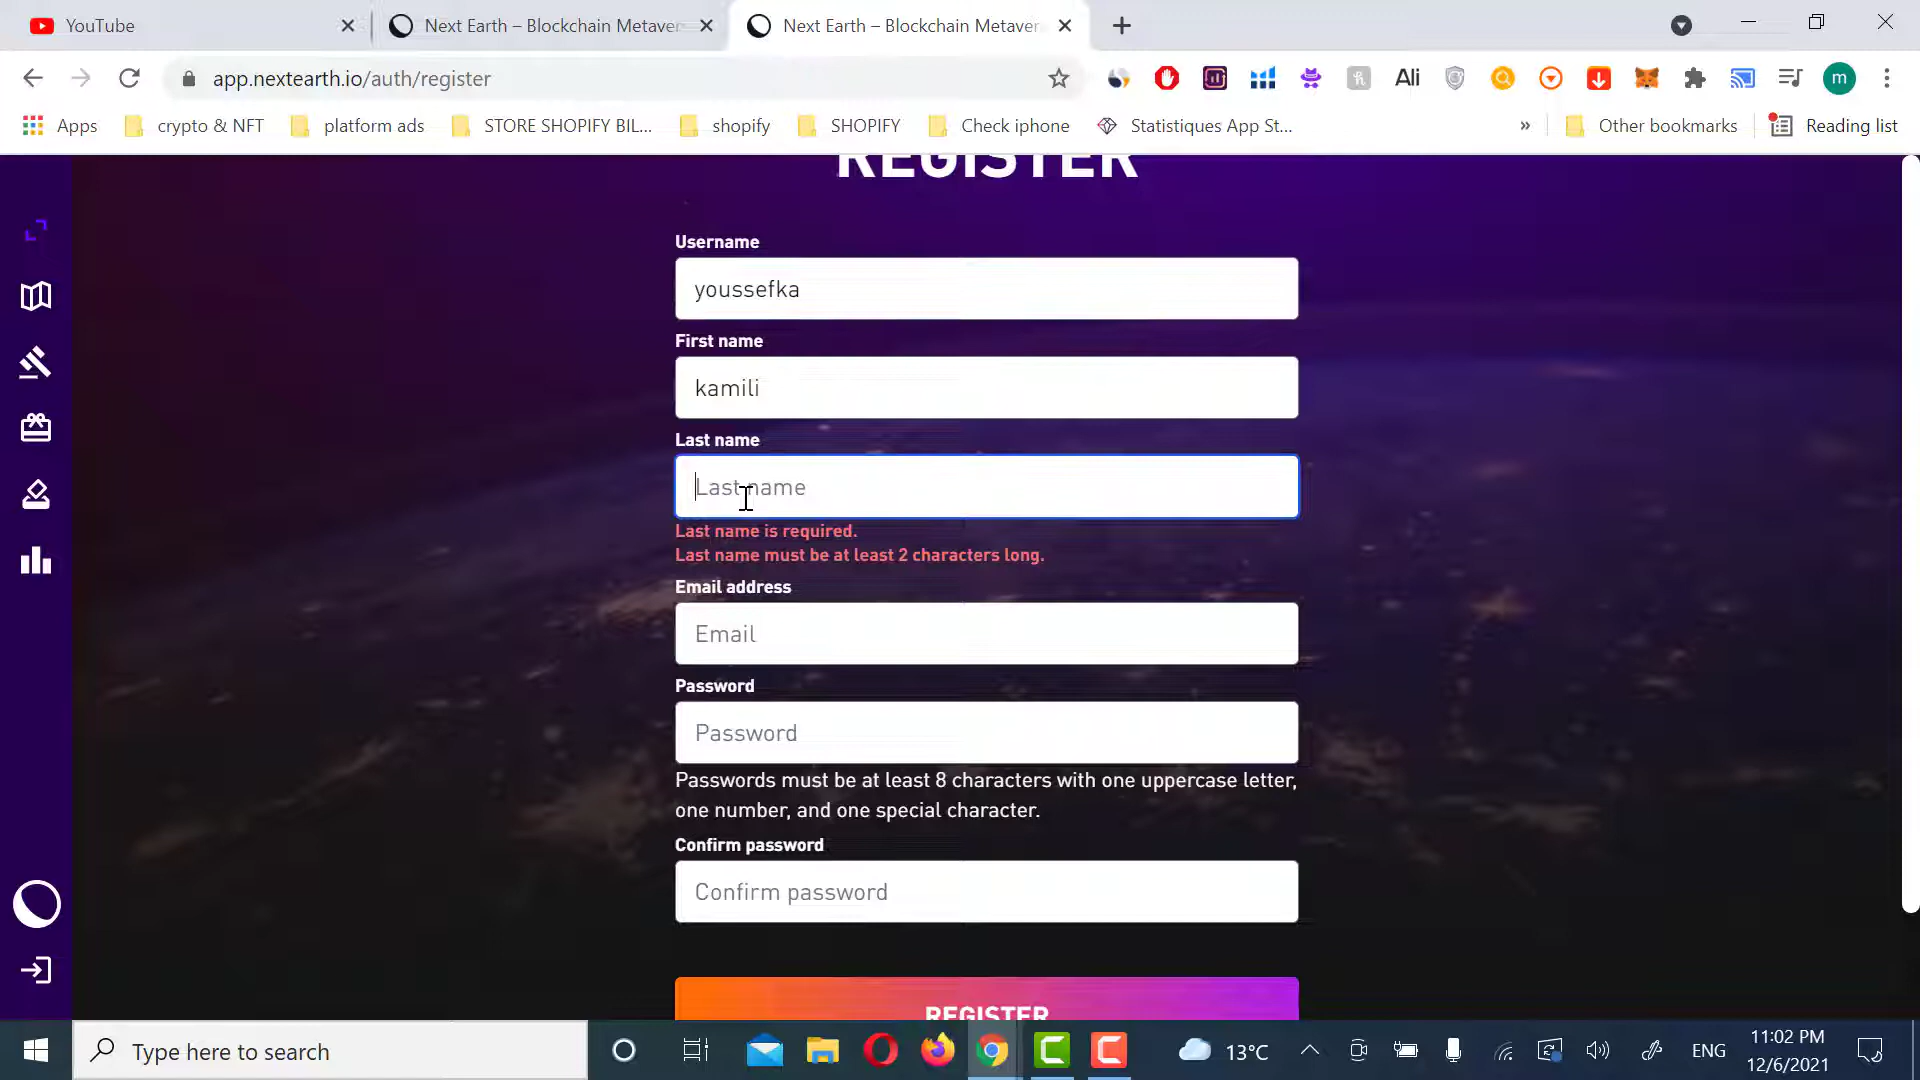 YouTube
Next Earth – Blockchain Metaver
Next Earth – Blockchain Metaver
app.nextearth.io/auth/register
Ali
m
Apps
crypto & NFT
platform ads
STORE SHOPIFY BIL...
shopify
SHOPIFY
Check iphone
Statistiques App St...
»
Other bookmarks
Reading list
REGISTER
Username
youssefka
First name
kamili
Last name
Last name
Last name is required.
Last name must be at least 2 characters long.
Email address
Email
Password
Password
Passwords must be at least 8 characters with one uppercase letter,
one number, and one special character.
Confirm password
Confirm password
REGISTER
Type here to search
13°C
ENG
11:02 PM
12/6/2021